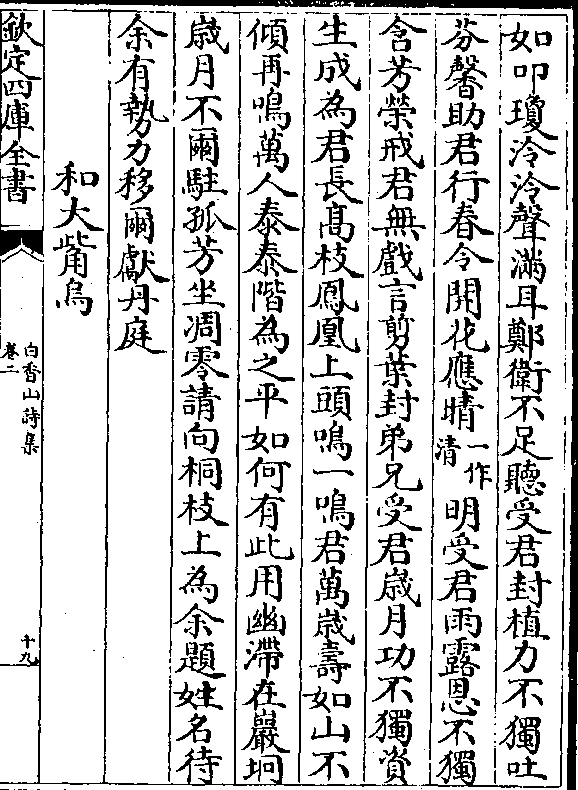 如叩瓊泠泠聲滿耳鄭衛不足聽受君封植力不獨吐
芬馨助君行春令開花應晴一作清明受君雨露恩不獨
含芳榮戒君無戲言剪葉封弟兄受君歲月功不獨資
生成為君長高枝鳳凰上頭鳴一鳴君萬歲壽如山不
傾再鳴萬人泰泰階為之平如何有此用幽滯在巖坰
歲月不爾駐孤芳坐凋零請向桐枝上為余題姓名待
余有勢力移爾獻丹庭
和大觜烏
欽定四庫全書
白香山詩集
卷二
十九